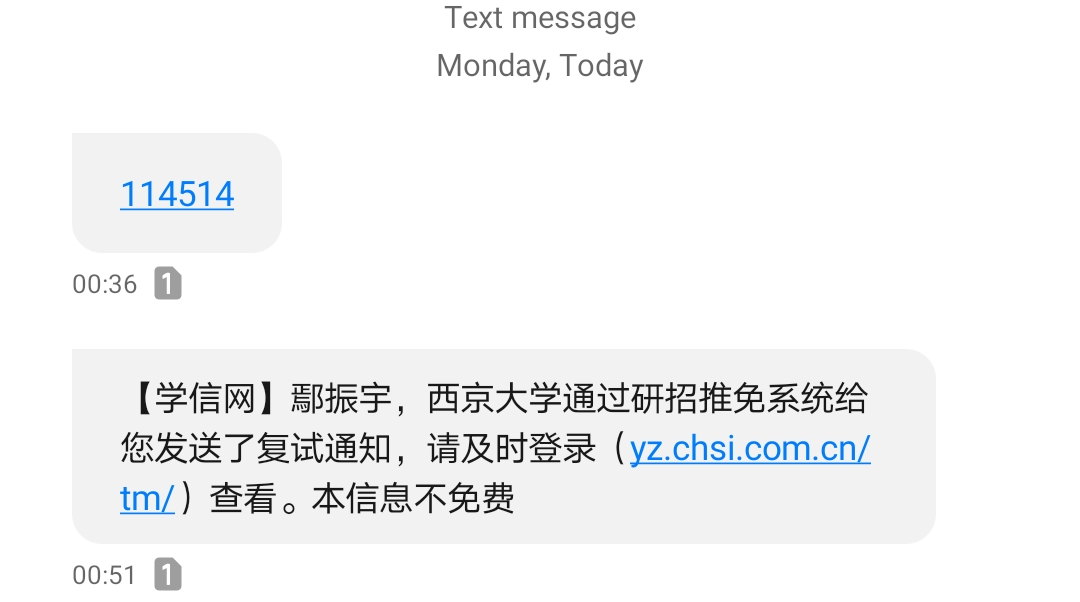 Text message
Monday, Today
114514
00:36 1
【学信网】鄢振宇，西京大学通过研招推免系统给
您发送了复试通知，请及时登录（yz.chsi.com.cn/
tm/）查看。本信息不免费
00:51 1